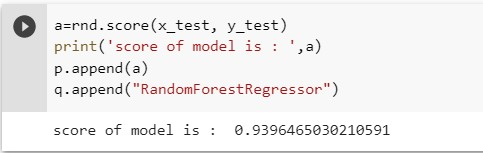 a=rnd.score(x_test, y_test)
print('score of model is : ',a)
p.append(a)
q.append("RandomForestRegressor")
score of model is :  0.9396465030210591